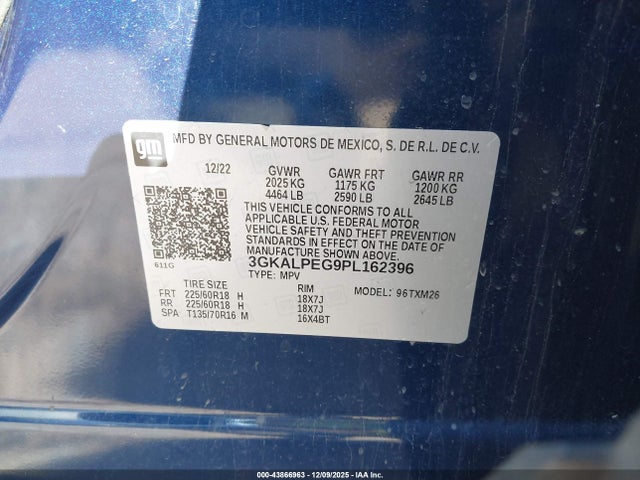 gm
MFD BY GENERAL MOTORS DE MEXICO, S. DE R.L. DE C.V.
12/22 GVWR GAWR FRT GAWR RR
2025 KG 1175 KG 1200 KG
4464 LB 2590 LB 2645 LB
THIS VEHICLE CONFORMS TO ALL
APPLICABLE U.S. FEDERAL MOTOR
VEHICLE SAFETY AND THEFT PREVENTION
STANDARDS IN EFFECT ON THE DATE OF
MANUFACTURE SHOWN ABOVE.
611G 3GKALPEG9PL162396
TYPE: MPV
TIRE SIZE RIM MODEL: 96TXM26
FRT 225/60R18 H 18X7J
RR 225/60R18 H 18X7J
SPA T135/70R16 M 16X4BT
00-43866963 - 12/09/2025 - IAA Inc.